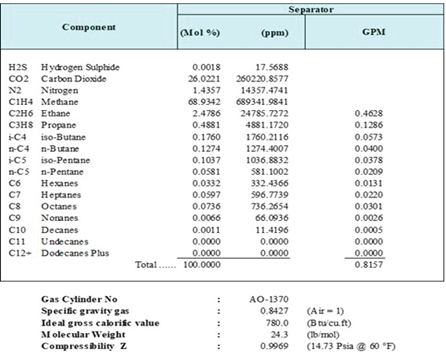 Separator
Component (Mol %) (ppm) GPM
H2S Hydrogen Sulphide 0.0018 17.5688
CO2 Carbon Dioxide 26.0221 260220.8577
N2 Nitrogen 1.4357 14357.4741
C1H4 Methane 68.9342 689341.9841
C2H6 Ethane 2.4786 24785.7272 0.4628
C3H8 Propane 0.4881 4881.1720 0.1286
i-C4 iso-Butane 0.1760 1760.2116 0.0573
n-C4 n-Butane 0.1274 1274.4007 0.0400
i-C5 iso-Pentane 0.1037 1036.8832 0.0378
n-C5 n-Pentane 0.0581 581.1002 0.0209
C6 Hexanes 0.0332 332.4366 0.0131
C7 Heptanes 0.0597 596.7739 0.0220
C8 Octanes 0.0736 736.2654 0.0301
C9 Nonanes 0.0066 66.0936 0.0026
C10 Decanes 0.0011 11.4196 0.0005
C11 Undecanes 0.0000 0.0000 0.0000
C12+ Dodecanes Plus 0.0000 0.0000 0.0000
Total ...... 100.0000 0.8157
Gas Cylinder No : AO-1370
Specific gravity gas : 0.8427 (Air = 1)
Ideal gross calorific value : 780.0 (Btu/cu.ft)
Molecular Weight : 24.3 (lb/mol)
Compressibility Z : 0.9969 (14.73 Psia @ 60 °F)